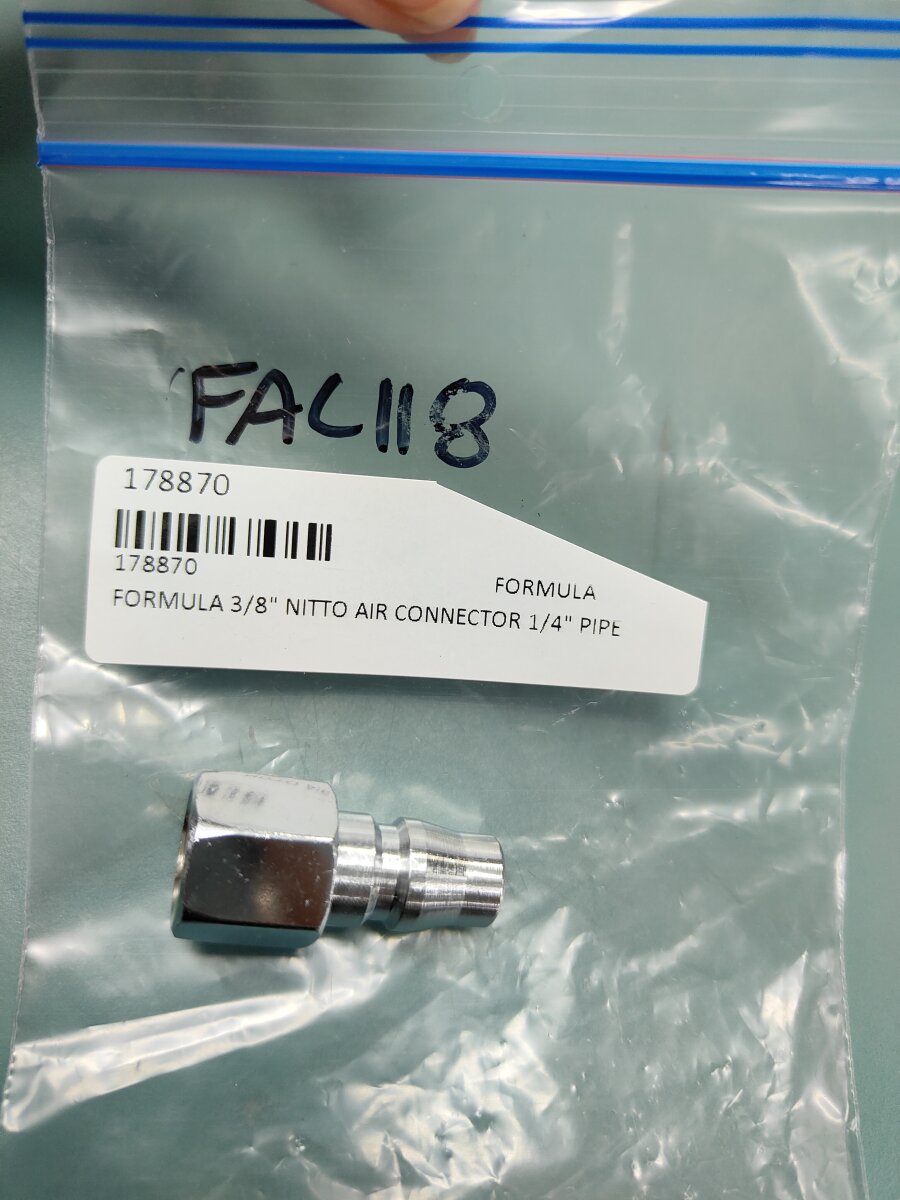 FAC118
178870
178870
FORMULA
FORMULA 3/8" NITTO AIR CONNECTOR 1/4" PIPE